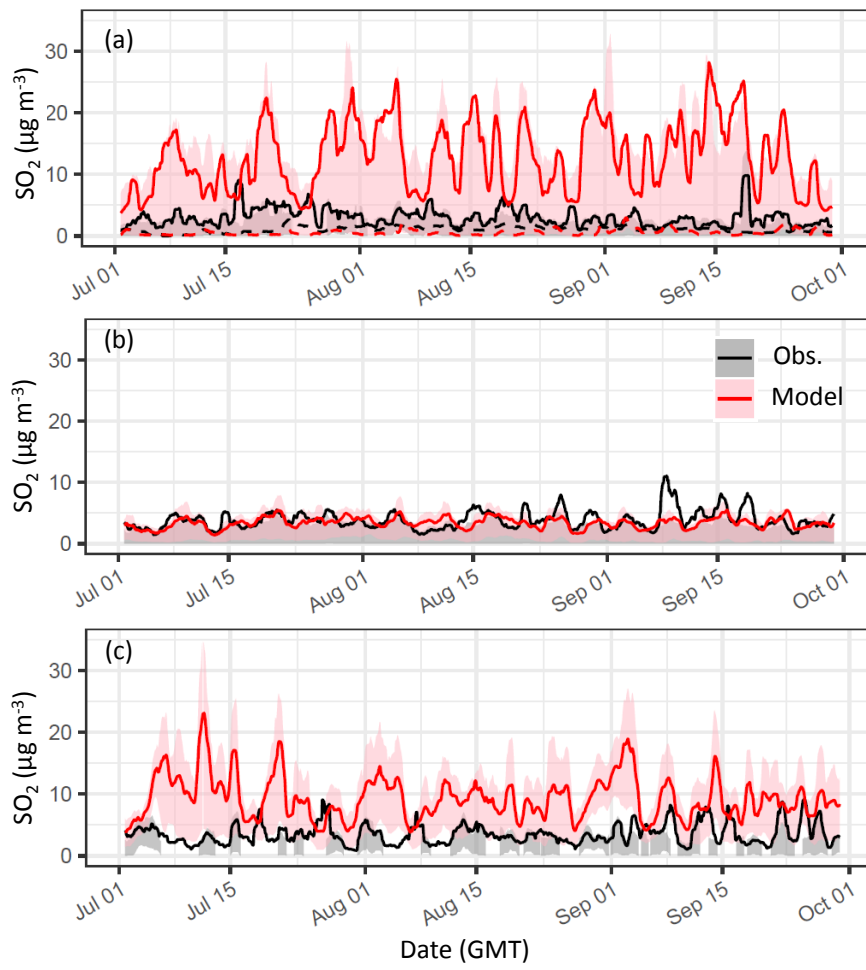 (a)
SO₂ (µg m⁻³)
30
20
10
0
Jul 01
Jul 15
Aug 01
Aug 15
Sep 01
Sep 15
Oct 01
(b)
SO₂ (µg m⁻³)
30
20
10
0
Obs.
Model
Jul 01
Jul 15
Aug 01
Aug 15
Sep 01
Sep 15
Oct 01
(c)
SO₂ (µg m⁻³)
30
20
10
0
Jul 01
Jul 15
Aug 01
Aug 15
Sep 01
Sep 15
Oct 01
Date (GMT)